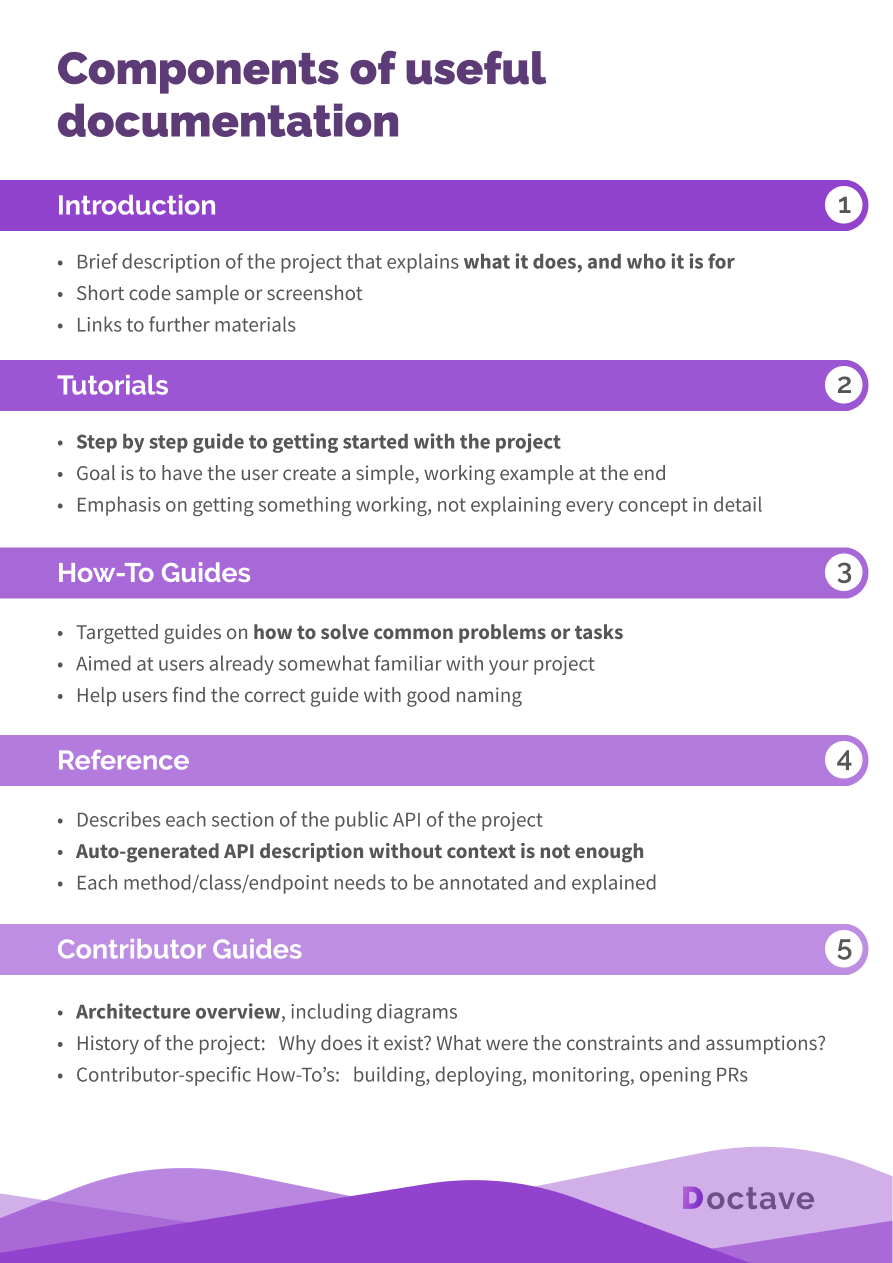 Components of useful
documentation
Introduction 1
• Brief description of the project that explains what it does, and who it is for
• Short code sample or screenshot
• Links to further materials
Tutorials 2
• Step by step guide to getting started with the project
• Goal is to have the user create a simple, working example at the end
• Emphasis on getting something working, not explaining every concept in detail
How-To Guides 3
• Targetted guides on how to solve common problems or tasks
• Aimed at users already somewhat familiar with your project
• Help users find the correct guide with good naming
Reference 4
• Describes each section of the public API of the project
• Auto-generated API description without context is not enough
• Each method/class/endpoint needs to be annotated and explained
Contributor Guides 5
• Architecture overview, including diagrams
• History of the project: Why does it exist? What were the constraints and assumptions?
• Contributor-specific How-To’s: building, deploying, monitoring, opening PRs
Doctave